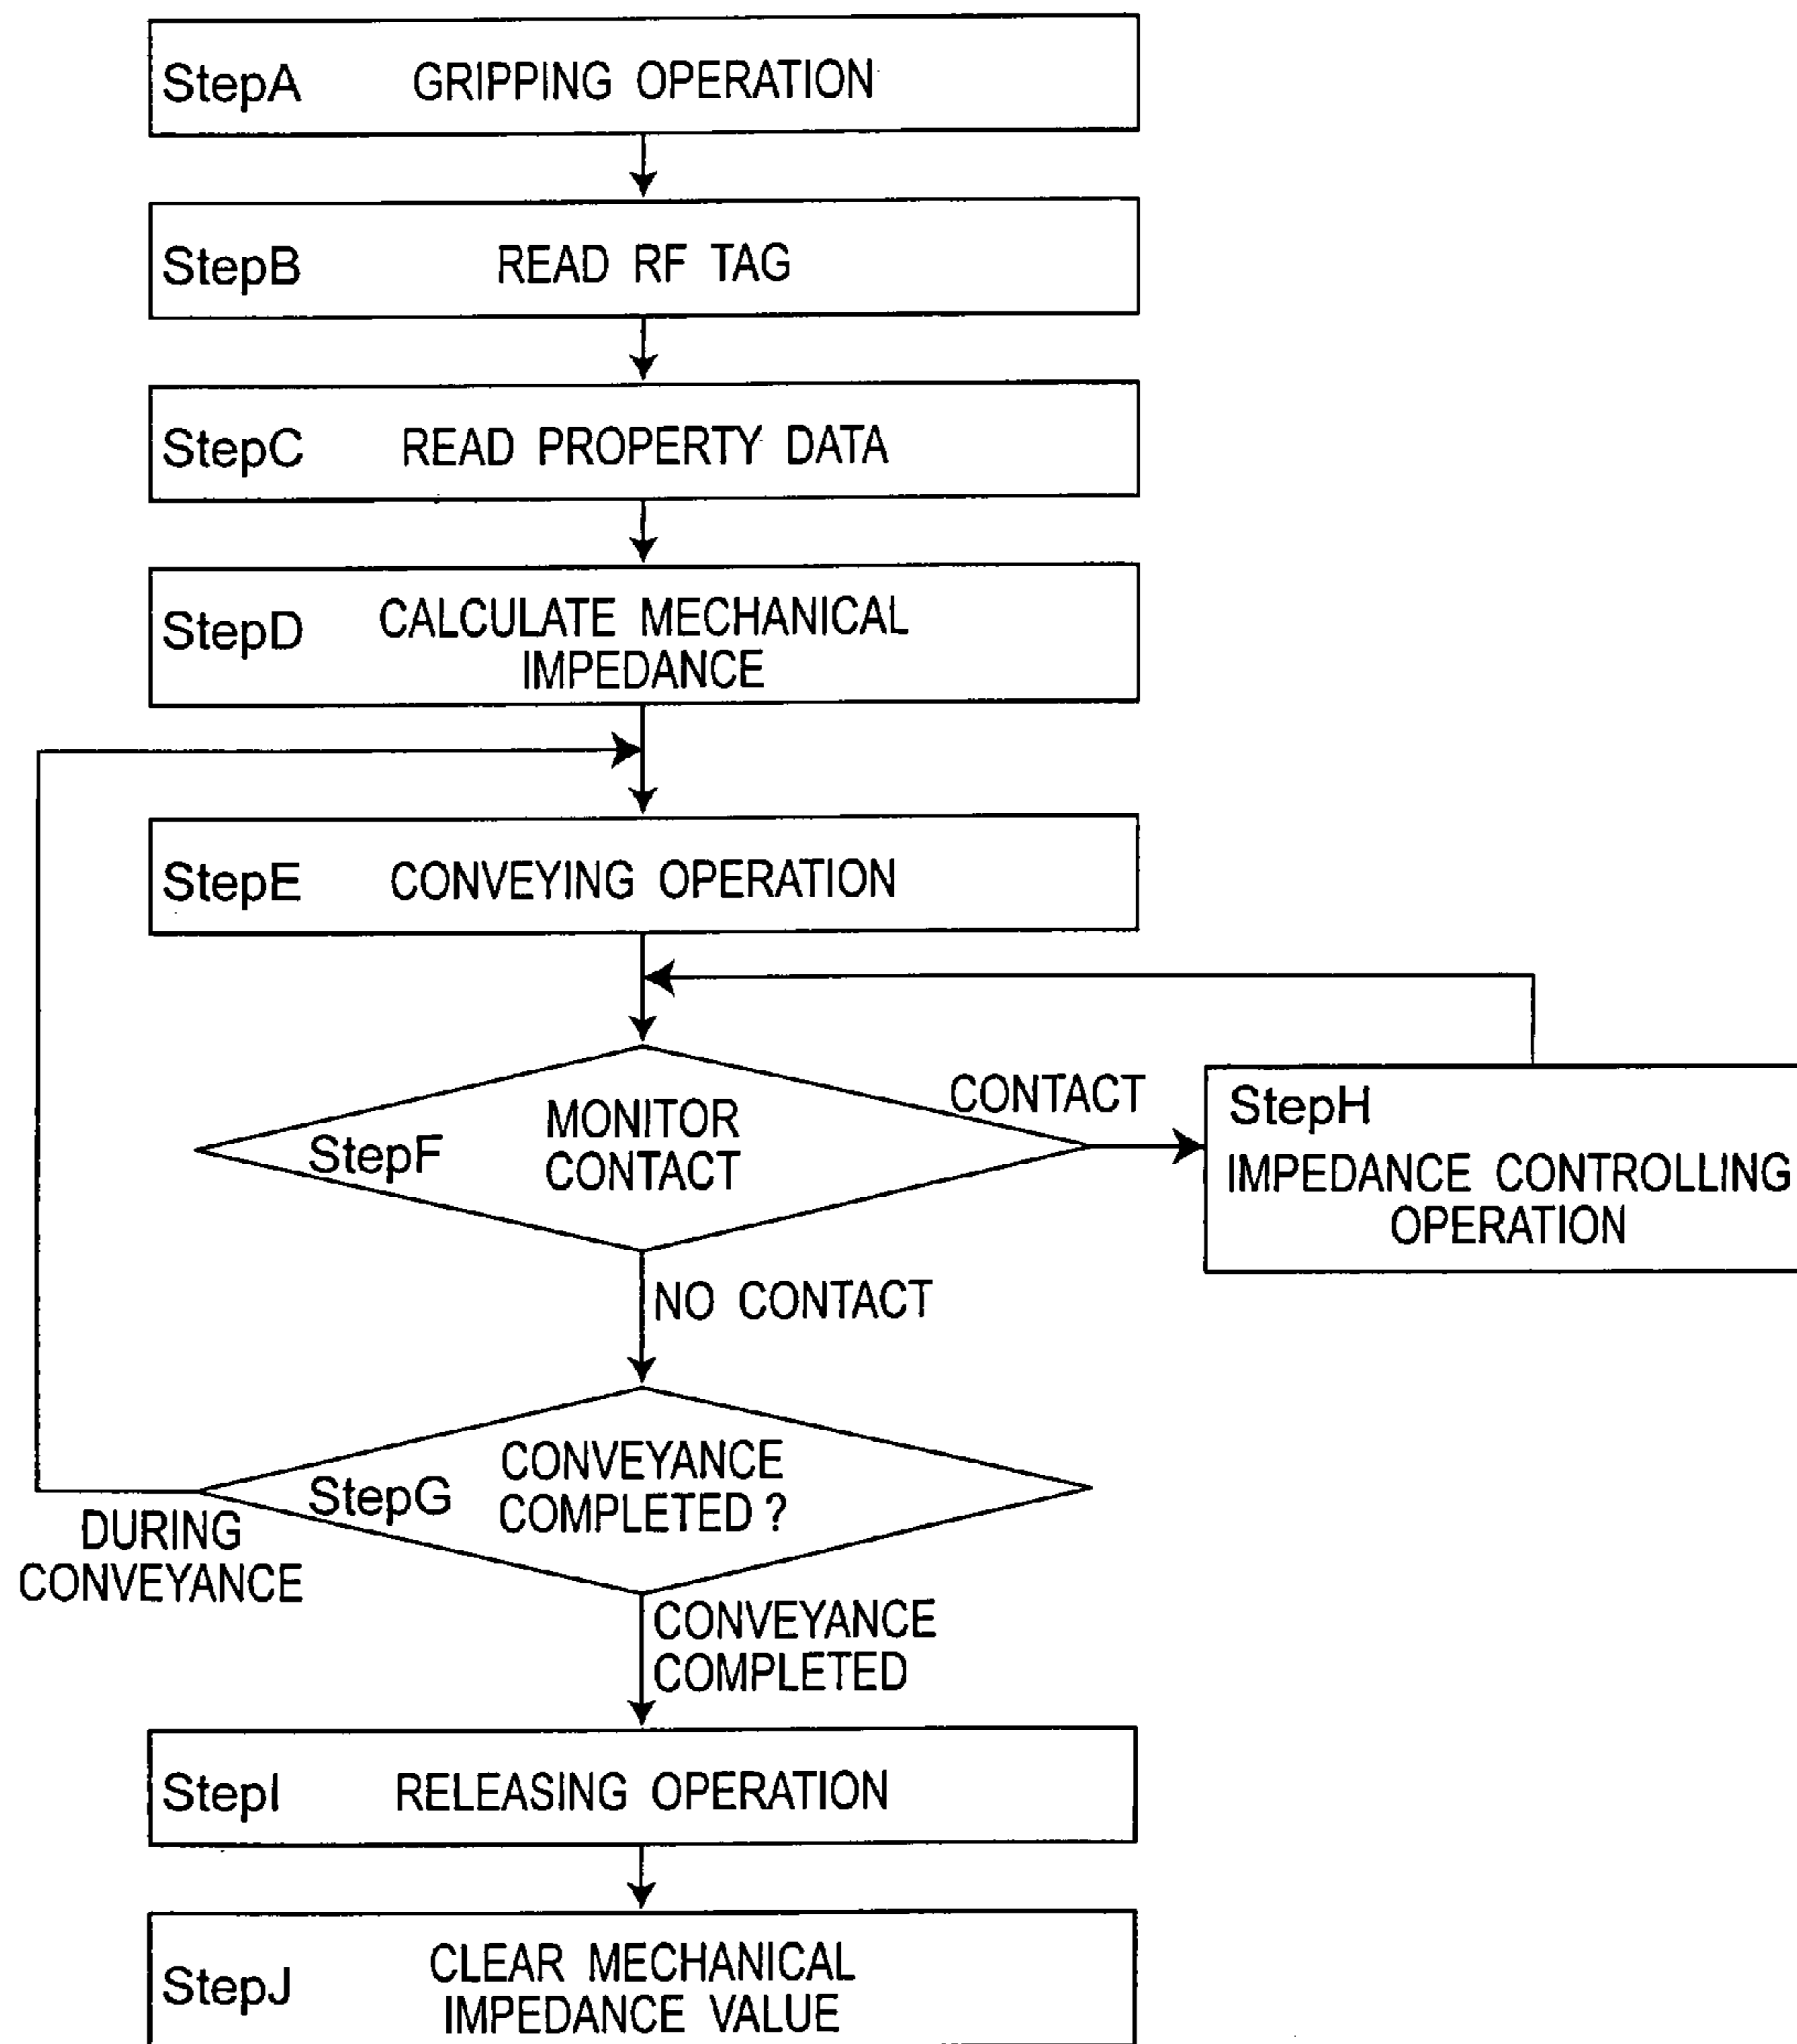 StepA GRIPPING OPERATION
StepB READ RF TAG
StepC READ PROPERTY DATA
StepD CALCULATE MECHANICAL
IMPEDANCE
StepE CONVEYING OPERATION
StepF MONITOR
CONTACT
CONTACT
StepH
IMPEDANCE CONTROLLING
OPERATION
NO CONTACT
StepG CONVEYANCE
COMPLETED?
DURING
CONVEYANCE
CONVEYANCE
COMPLETED
StepI RELEASING OPERATION
StepJ CLEAR MECHANICAL
IMPEDANCE VALUE